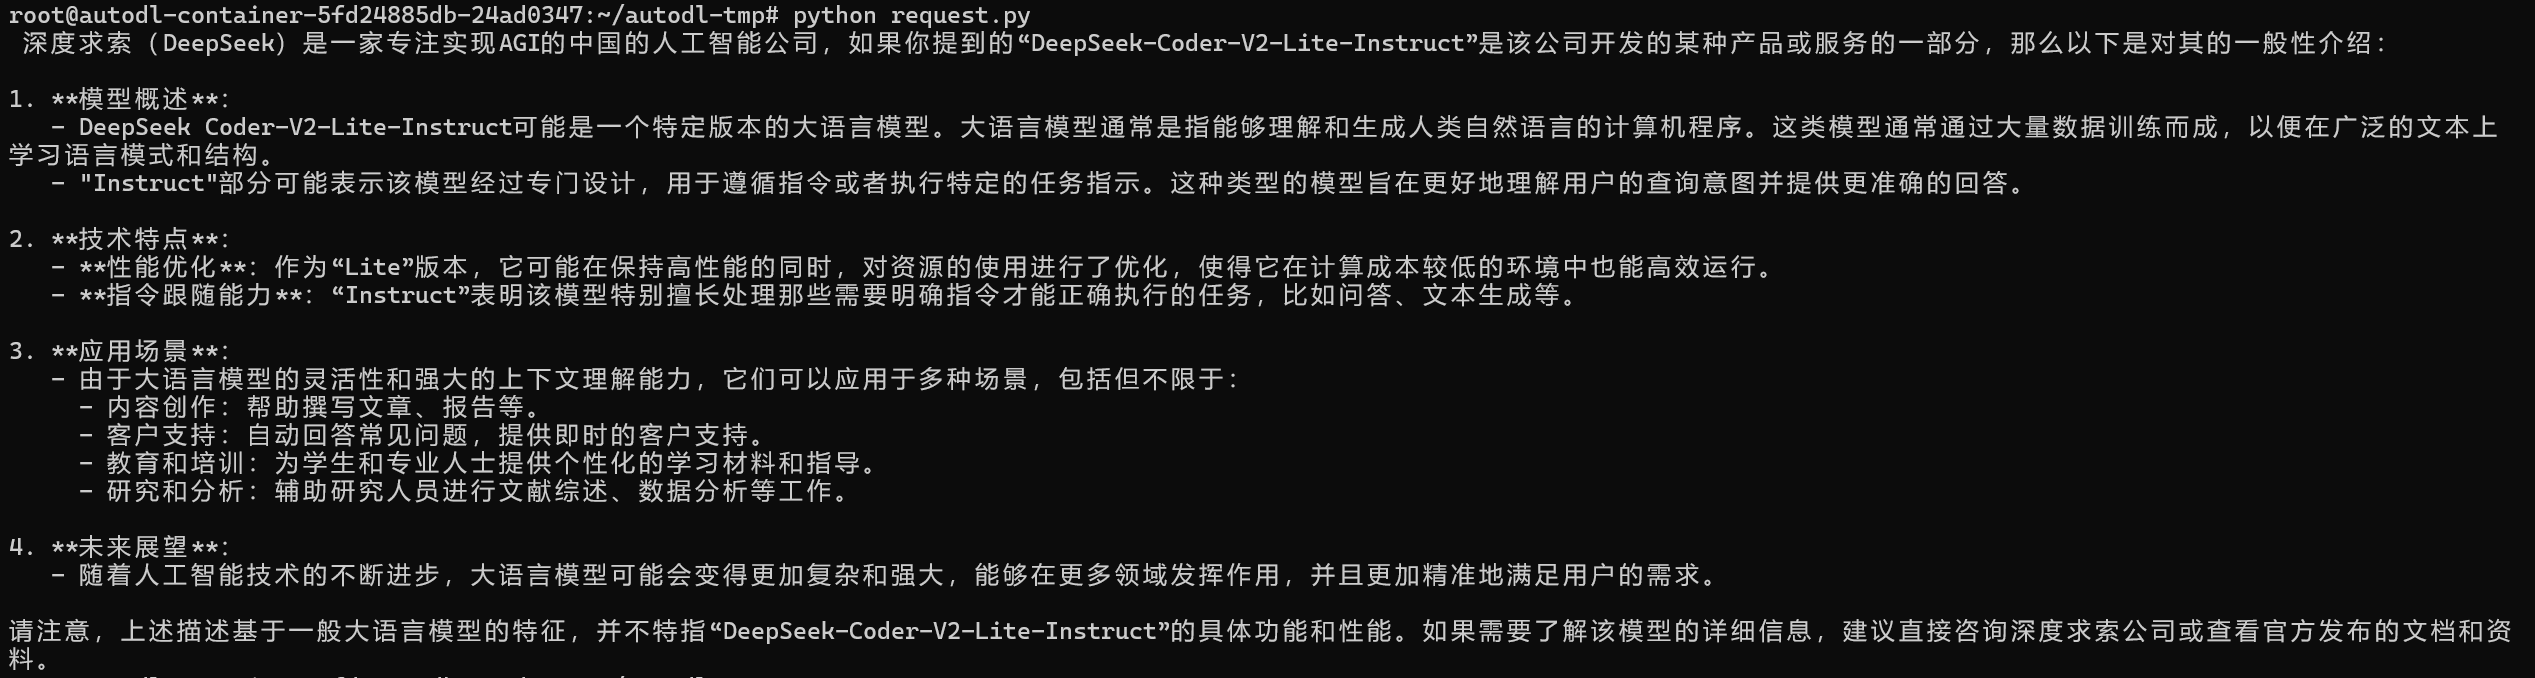 root@autodl-container-5fd24885db-24ad0347:~/autodl-tmp# python request.py
深度求索（DeepSeek）是一家专注实现AGI的中国的人工智能公司，如果你提到的“DeepSeek-Coder-V2-Lite-Instruct”是该公司开发的某种产品或服务的一部分，那么以下是对其的一般性介绍：
1. **模型概述**：
- DeepSeek Coder-V2-Lite-Instruct可能是一个特定版本的大语言模型。大语言模型通常是指能够理解和生成人类自然语言的计算机程序。这类模型通常通过大量数据训练而成，以便在广泛的文本上
学习语言模式和结构。
- "Instruct"部分可能表示该模型经过专门设计，用于遵循指令或者执行特定的任务指示。这种类型的模型旨在更好地理解用户的查询意图并提供更准确的回答。
2. **技术特点**：
- **性能优化**：作为“Lite”版本，它可能在保持高性能的同时，对资源的使用进行了优化，使得它在计算成本较低的环境中也能高效运行。
- **指令跟随能力**：“Instruct”表明该模型特别擅长处理那些需要明确指令才能正确执行的任务，比如问答、文本生成等。
3. **应用场景**：
- 由于大语言模型的灵活性和强大的上下文理解能力，它们可以应用于多种场景，包括但不限于：
- 内容创作：帮助撰写文章、报告等。
- 客户支持：自动回答常见问题，提供即时的客户支持。
- 教育和培训：为学生和专业人士提供个性化的学习材料和指导。
- 研究和分析：辅助研究人员进行文献综述、数据分析等工作。
4. **未来展望**：
- 随着人工智能技术的不断进步，大语言模型可能会变得更加复杂和强大，能够在更多领域发挥作用，并且更加精准地满足用户的需求。
请注意，上述描述基于一般大语言模型的特征，并不特指“DeepSeek-Coder-V2-Lite-Instruct”的具体功能和性能。如果需要了解该模型的详细信息，建议直接咨询深度求索公司或查看官方发布的文档和资
料。